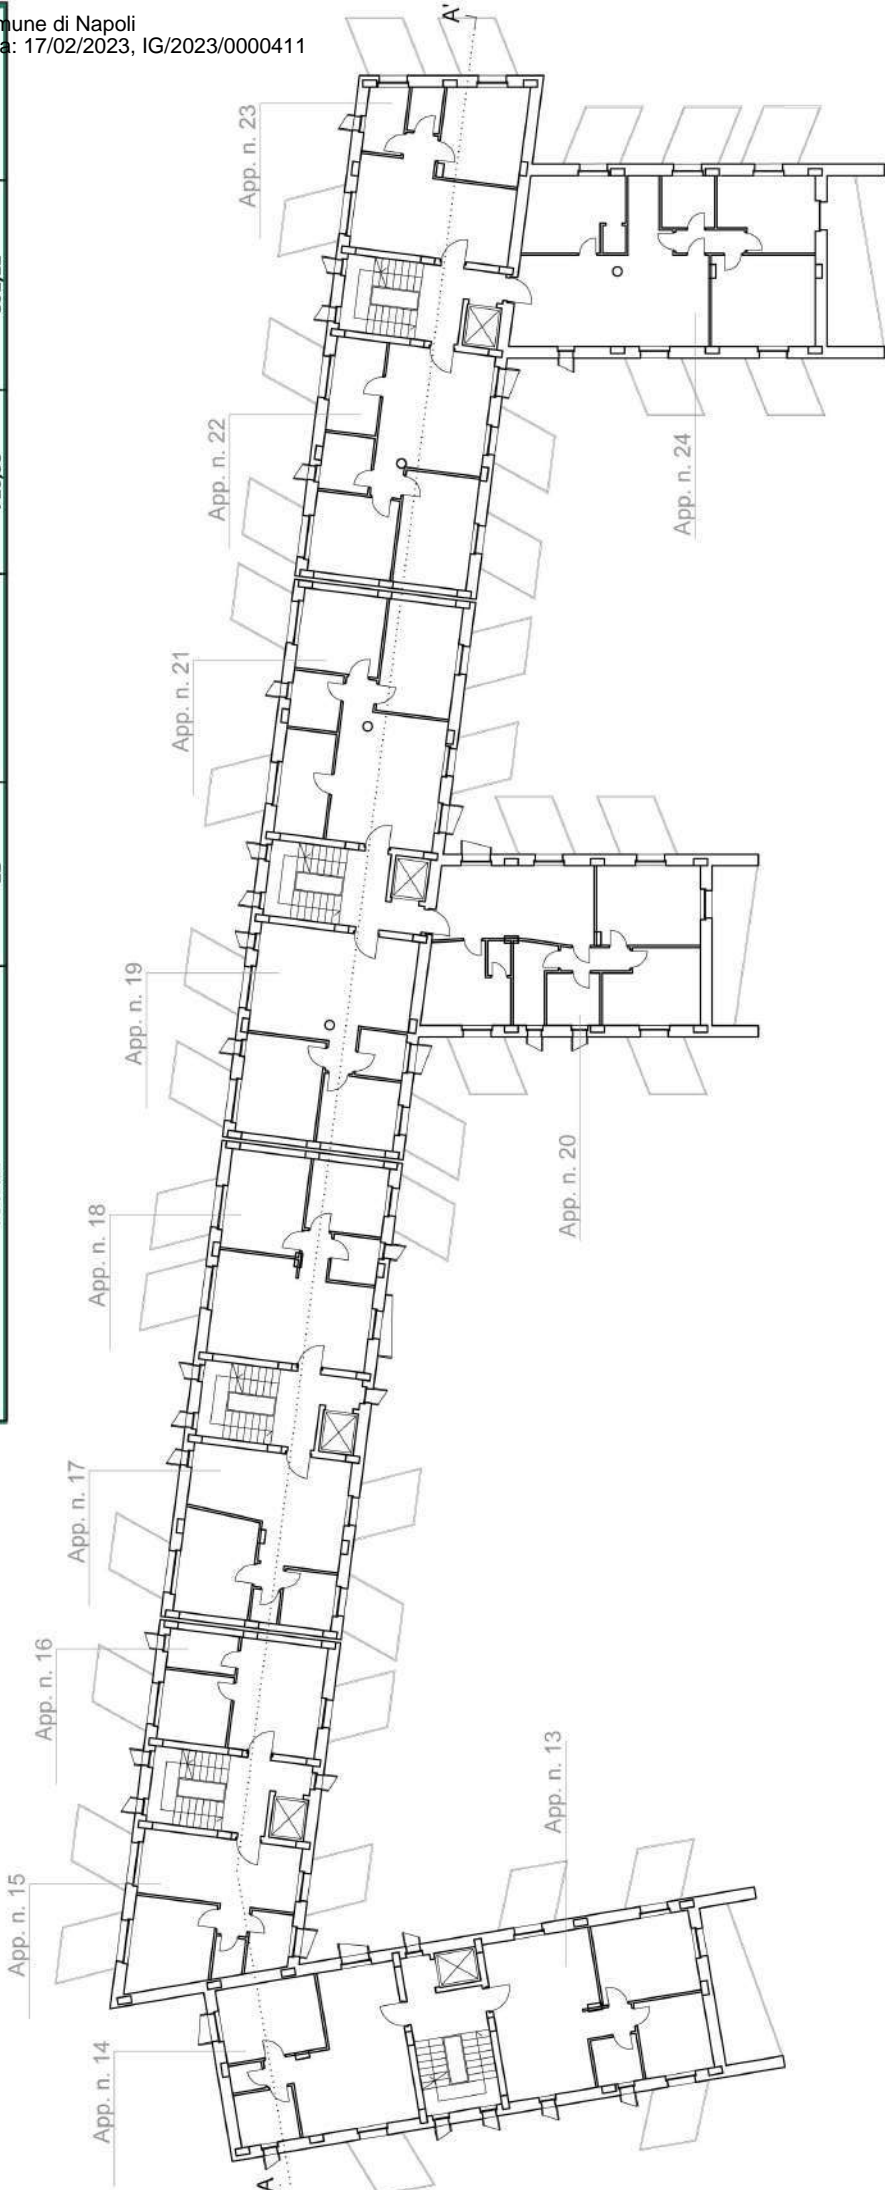 mune di Napoli
a: 17/02/2023, IG/2023/0000411
A'
App. n. 23
App. n. 24
App. n. 22
App. n. 21
App. n. 19
App. n. 20
App. n. 18
App. n. 17
App. n. 16
App. n. 13
App. n. 15
App. n. 14
A